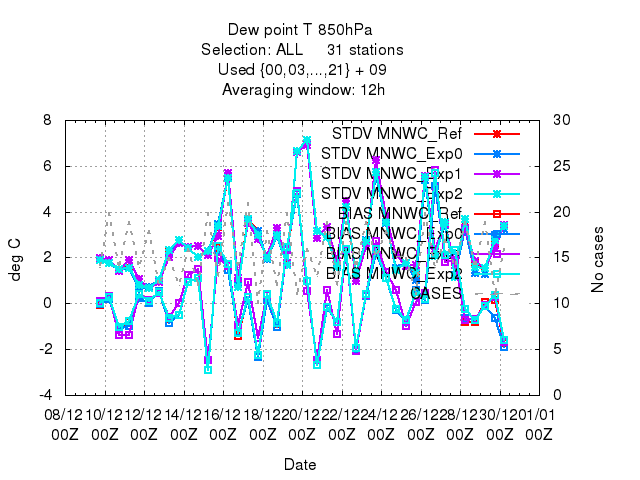 Dew point T 850hPa
Selection: ALL 31 stations
Used {00,03,...,21} + 09
Averaging window: 12h
8 30
STDV MNWC_Ref
STDV MNWC_Exp0
6 25
STDV MNWC_Exp1
STDV MNWC_Exp2
4 20
BIAS MNWC_Ref
BIAS MNWC_Exp0
2 15
BIAS MNWC_Exp1
BIAS MNWC_Exp2
CASES
0 10
-2 5
-4 0
deg C
No cases
08/12 10/12 12/12 14/12 16/12 18/12 20/12 22/12 24/12 26/12 28/12 30/12 01/01
00Z 00Z 00Z 00Z 00Z 00Z 00Z 00Z 00Z 00Z 00Z 00Z 00Z
Date